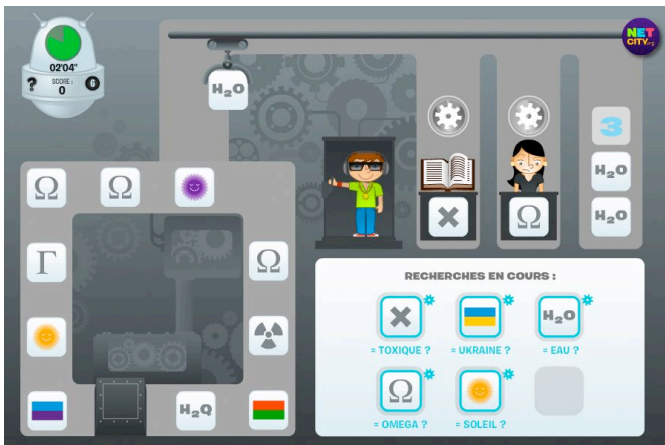 NET
CITY.FR
02'04"
?
SCORE :
0
G
H₂O
3
H₂O
H₂O
Ω
Ω
Γ
Ω
H₂O
Ω
RECHERCHES EN COURS :
= TOXIQUE ?
= UKRAINE ?
H₂O
= EAU ?
Ω
= OMEGA ?
= SOLEIL ?